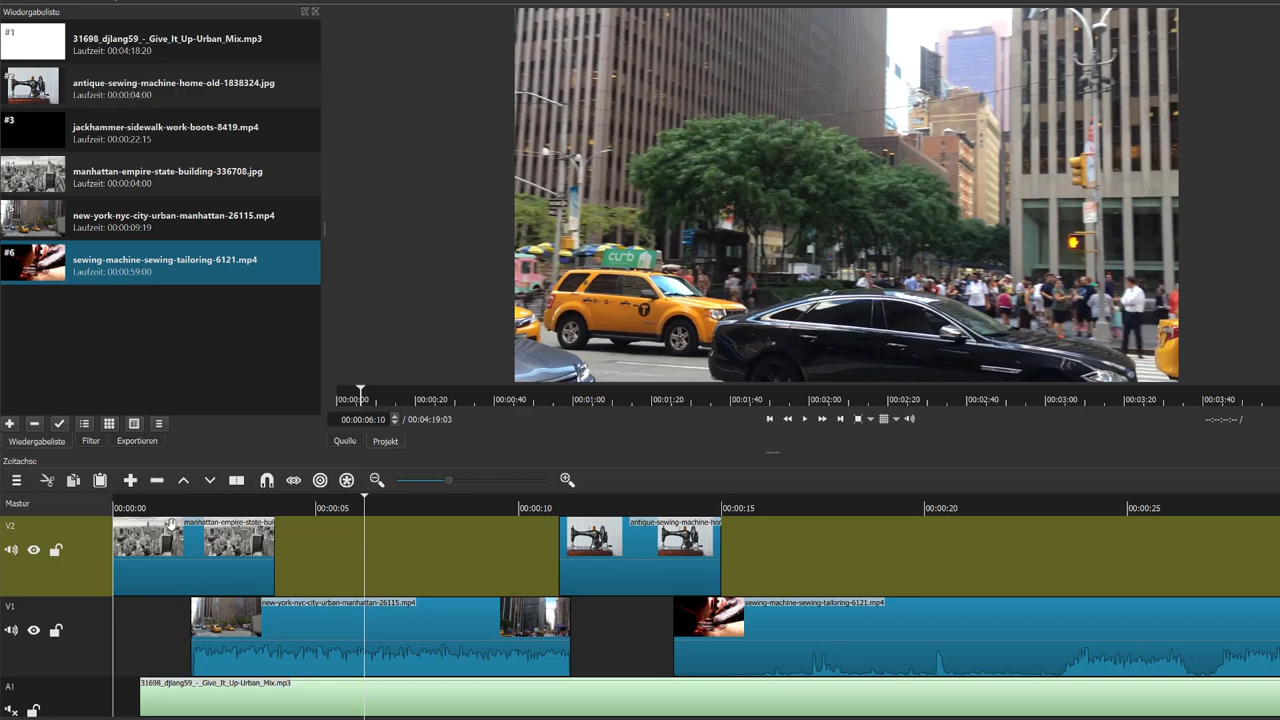 Wiedergabeliste
#1
31698_djlang59_-_Give_It_Up-Urban_Mix.mp3
Laufzeit: 00:04:18:20
antique-sewing-machine-home-old-1838324.jpg
Laufzeit: 00:00:04:00
#3
jackhammer-sidewalk-work-boots-8419.mp4
Laufzeit: 00:00:22:15
manhattan-empire-state-building-336708.jpg
Laufzeit: 00:00:04:00
new-york-nyc-city-urban-manhattan-26115.mp4
Laufzeit: 00:00:09:19
#6
sewing-machine-sewing-tailoring-6121.mp4
Laufzeit: 00:00:59:00
curb
T
00:00:00 00:00:20 00:00:40 00:01:00 00:01:20 00:01:40 00:02:00 00:02:20 00:02:40 00:03:00 00:03:20 00:03:40
00:00:06:10 / 00:04:19:03 --:--:--:-- /
Wiedergabeliste Filter Exportieren Quelle Projekt
Zeitachse
Master 00:00:00 00:00:05 00:00:10 00:00:15 00:00:20 00:00:25
V2 manhattan-empire-state-buil antique-sewing-machine-hor
V1 new-york-nyc-city-urban-manhattan-26115.mp4 sewing-machine-sewing-tailoring-6121.mp4
A1 31698_djlang59_-_Give_It_Up-Urban_Mix.mp3